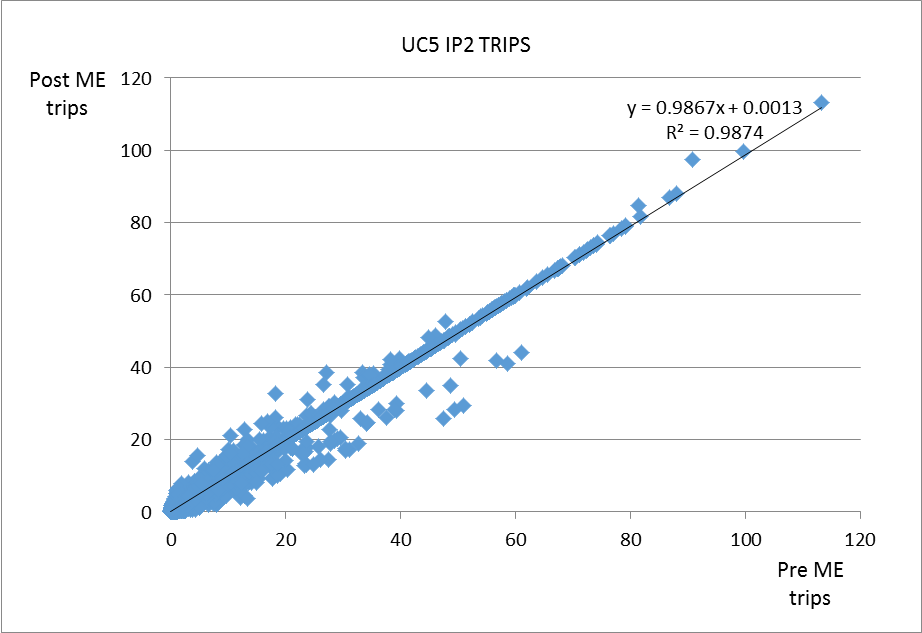 UC5 IP2 TRIPS
Post ME
trips
120
100
80
60
40
20
0
y = 0.9867x + 0.0013
R² = 0.9874
0 20 40 60 80 100 120
Pre ME
trips